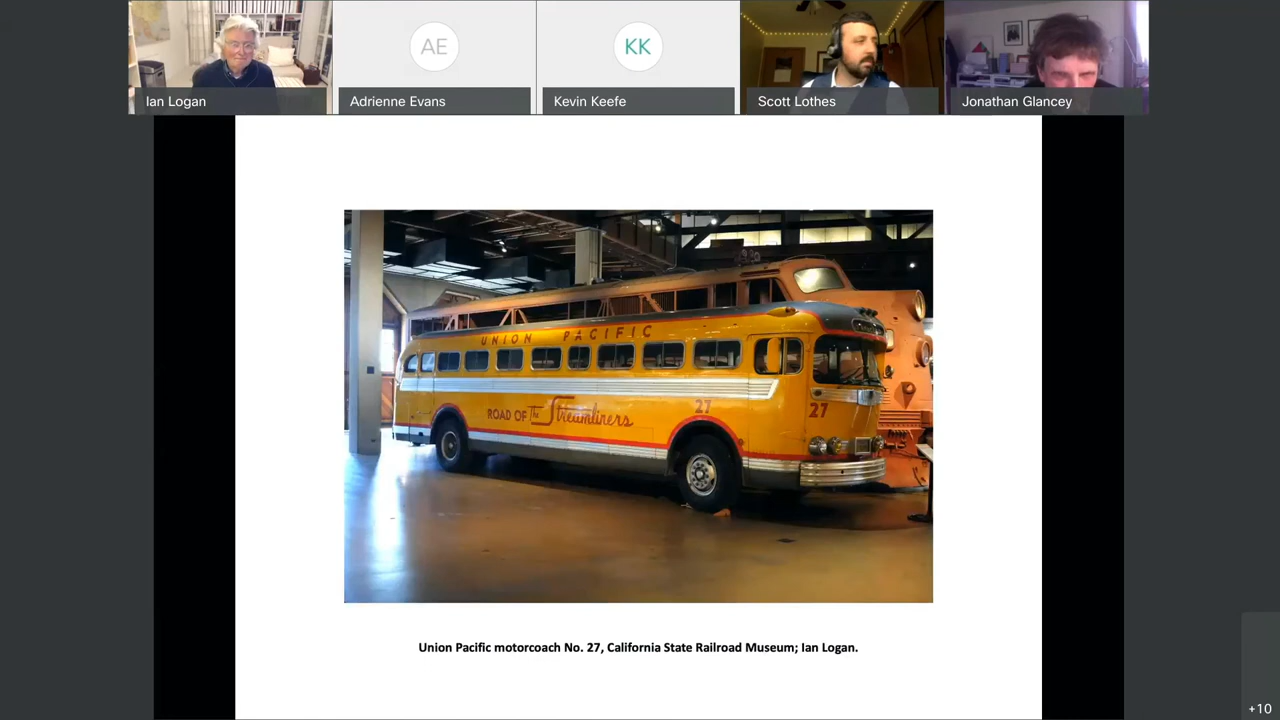 AE
KK
Ian Logan
Adrienne Evans
Kevin Keefe
Scott Lothes
Jonathan Glancey
UNION PACIFIC
ROAD OF The Streamliners
27
27
Union Pacific motorcoach No. 27, California State Railroad Museum; Ian Logan.
+10